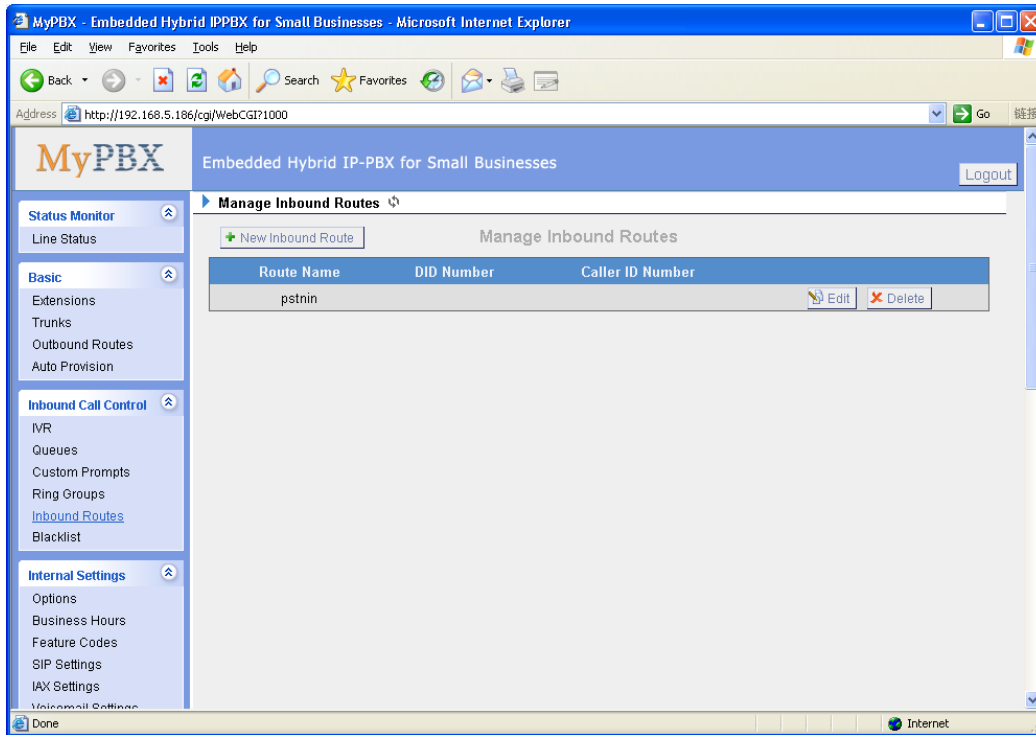 MyPBX - Embedded Hybrid IPPBX for Small Businesses - Microsoft Internet Explorer
File Edit View Favorites Tools Help
Back Search Favorites
Address http://192.168.5.186/cgi/WebCGI?1000 Go 链接
MyPBX
Embedded Hybrid IP-PBX for Small Businesses
Logout
Manage Inbound Routes
Status Monitor
Line Status
New Inbound Route
Manage Inbound Routes
Route Name DID Number Caller ID Number
pstnin Edit Delete
Basic
Extensions
Trunks
Outbound Routes
Auto Provision
Inbound Call Control
IVR
Queues
Custom Prompts
Ring Groups
Inbound Routes
Blacklist
Internal Settings
Options
Business Hours
Feature Codes
SIP Settings
IAX Settings
Voicemail Settings
Done Internet